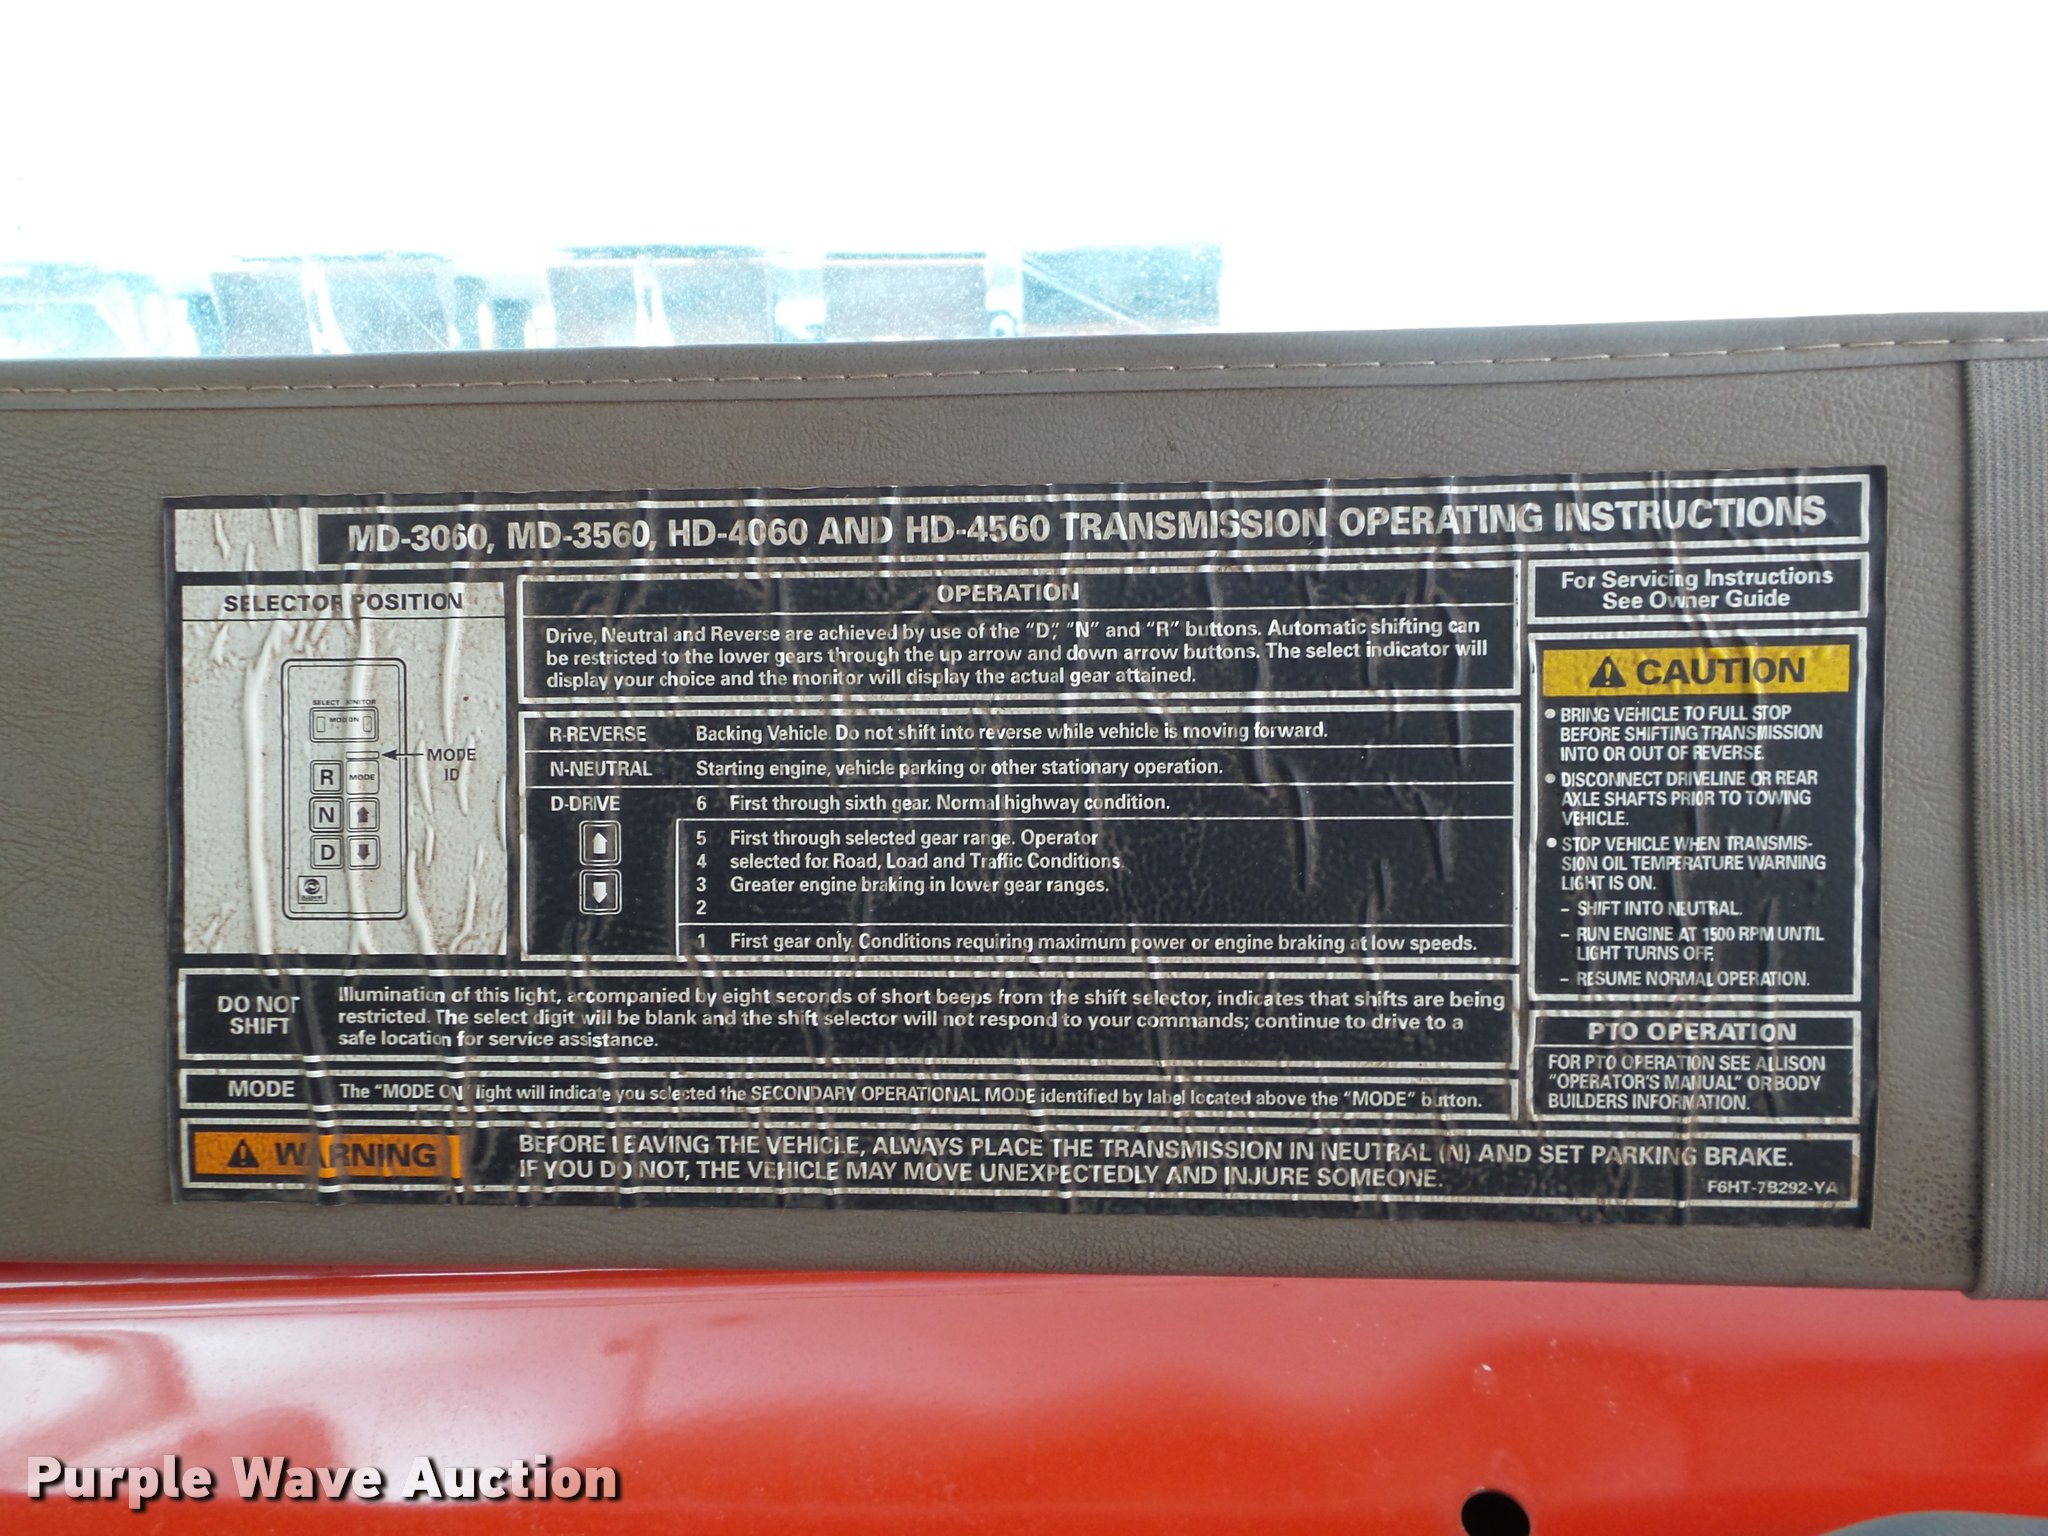 MD-3060, MD-3560, HD-4060 AND HD-4560 TRANSMISSION OPERATING INSTRUCTIONS
SELECTOR POSITION
SELECT MONITOR
MODE ON
MODE
ID
R
MODE
N
D
OPERATION
Drive, Neutral and Reverse are achieved by use of the "D", "N" and "R" buttons. Automatic shifting can
be restricted to the lower gears through the up arrow and down arrow buttons. The select indicator will
display your choice and the monitor will display the actual gear attained.
R-REVERSE Backing Vehicle. Do not shift into reverse while vehicle is moving forward.
N-NEUTRAL Starting engine, vehicle parking or other stationary operation.
D-DRIVE 6 First through sixth gear. Normal highway condition.
5 First through selected gear range. Operator
4 selected for Road, Load and Traffic Conditions.
3 Greater engine braking in lower gear ranges.
2
1 First gear only. Conditions requiring maximum power or engine braking at low speeds.
For Servicing Instructions
See Owner Guide
CAUTION
• BRING VEHICLE TO FULL STOP
BEFORE SHIFTING TRANSMISSION
INTO OR OUT OF REVERSE.
• DISCONNECT DRIVELINE OR REAR
AXLE SHAFTS PRIOR TO TOWING
VEHICLE.
• STOP VEHICLE WHEN TRANSMIS-
SION OIL TEMPERATURE WARNING
LIGHT IS ON.
– SHIFT INTO NEUTRAL.
– RUN ENGINE AT 1500 RPM UNTIL
LIGHT TURNS OFF.
– RESUME NORMAL OPERATION.
DO NOT
SHIFT
Illumination of this light, accompanied by eight seconds of short beeps from the shift selector, indicates that shifts are being
restricted. The select digit will be blank and the shift selector will not respond to your commands; continue to drive to a
safe location for service assistance.
PTO OPERATION
FOR PTO OPERATION SEE ALLISON
"OPERATOR'S MANUAL" OR BODY
BUILDERS INFORMATION.
MODE The "MODE ON" light will indicate you selected the SECONDARY OPERATIONAL MODE identified by label located above the "MODE" button.
WARNING
BEFORE LEAVING THE VEHICLE, ALWAYS PLACE THE TRANSMISSION IN NEUTRAL (N) AND SET PARKING BRAKE.
IF YOU DO NOT, THE VEHICLE MAY MOVE UNEXPECTEDLY AND INJURE SOMEONE.
F6HT-7B292-YA
Purple Wave Auction